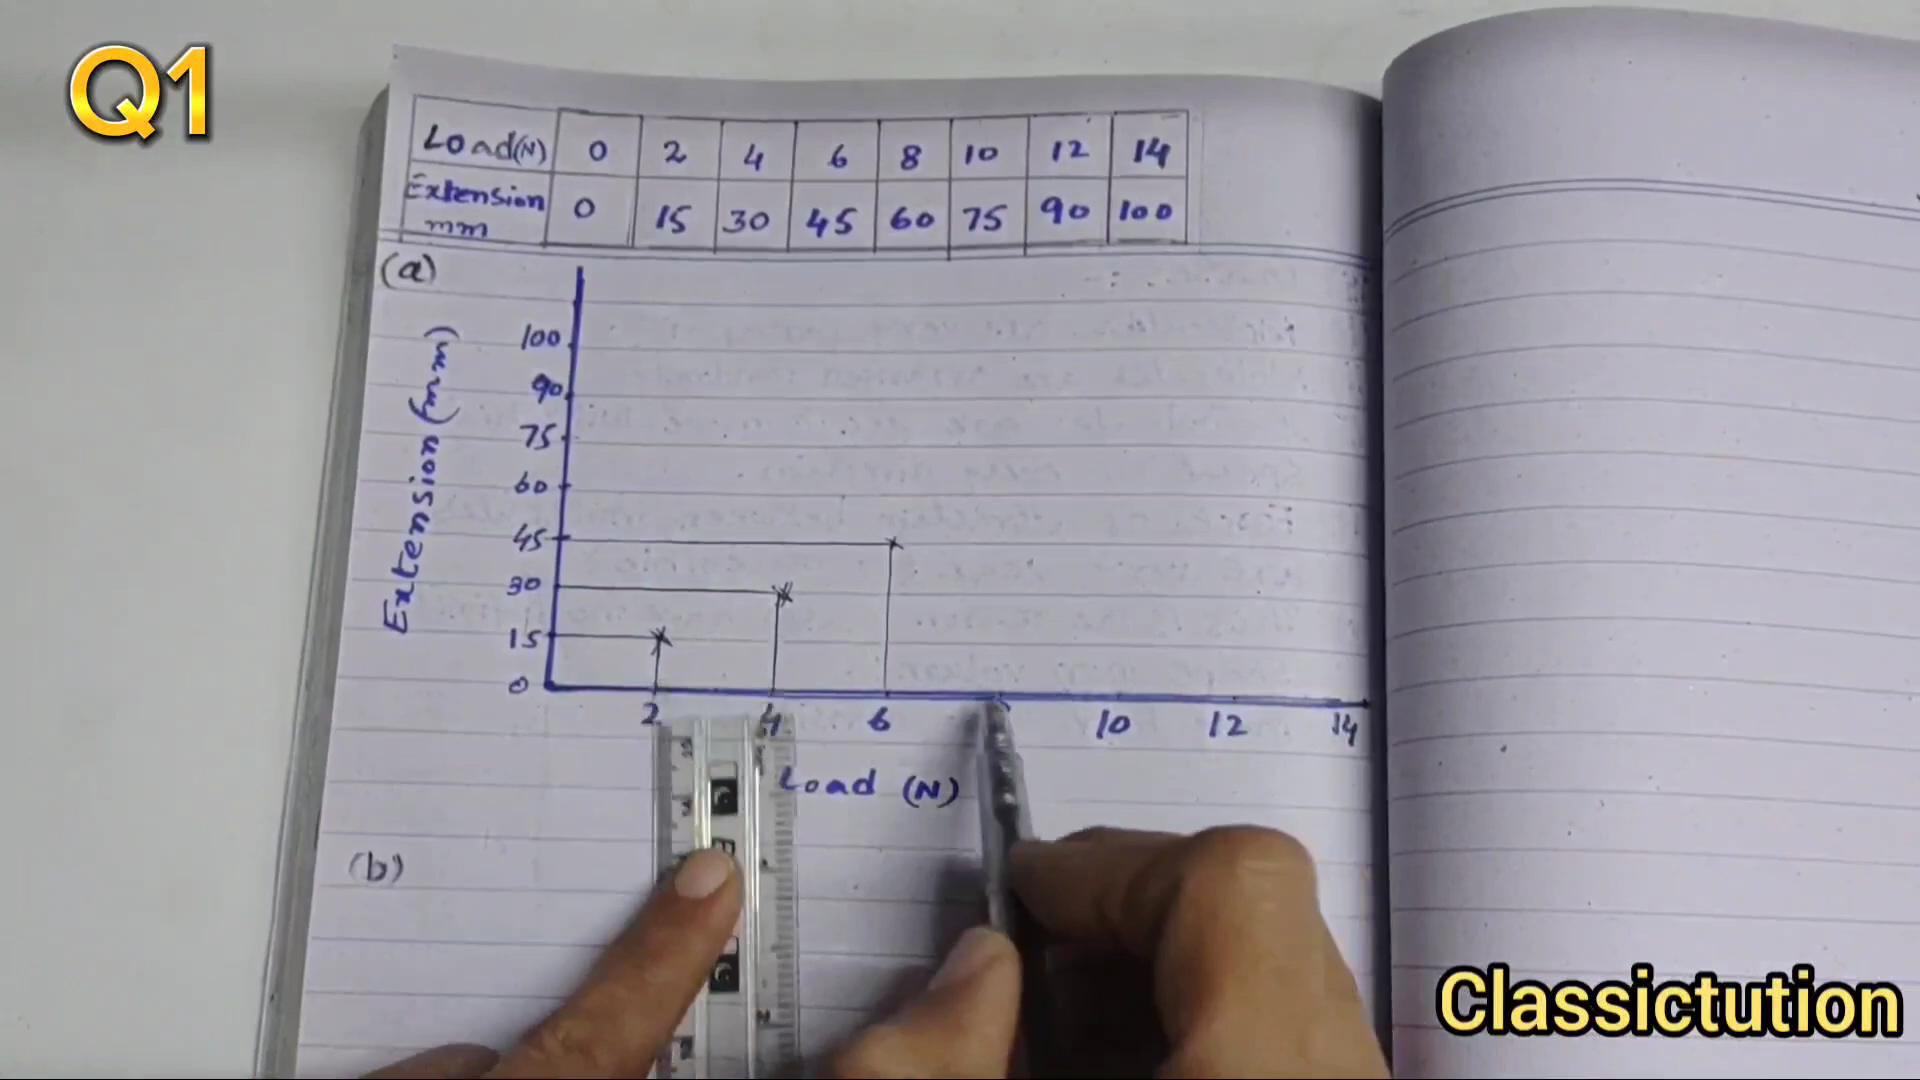 Q1
Load(N) 0 2 4 6 8 10 12 14
Extension mm 0 15 30 45 60 75 90 100
(a)
Extension (mm)
100
90
75
60
45
30
15
0
2 4 6 10 12 14
Load (N)
(b)
Classictution